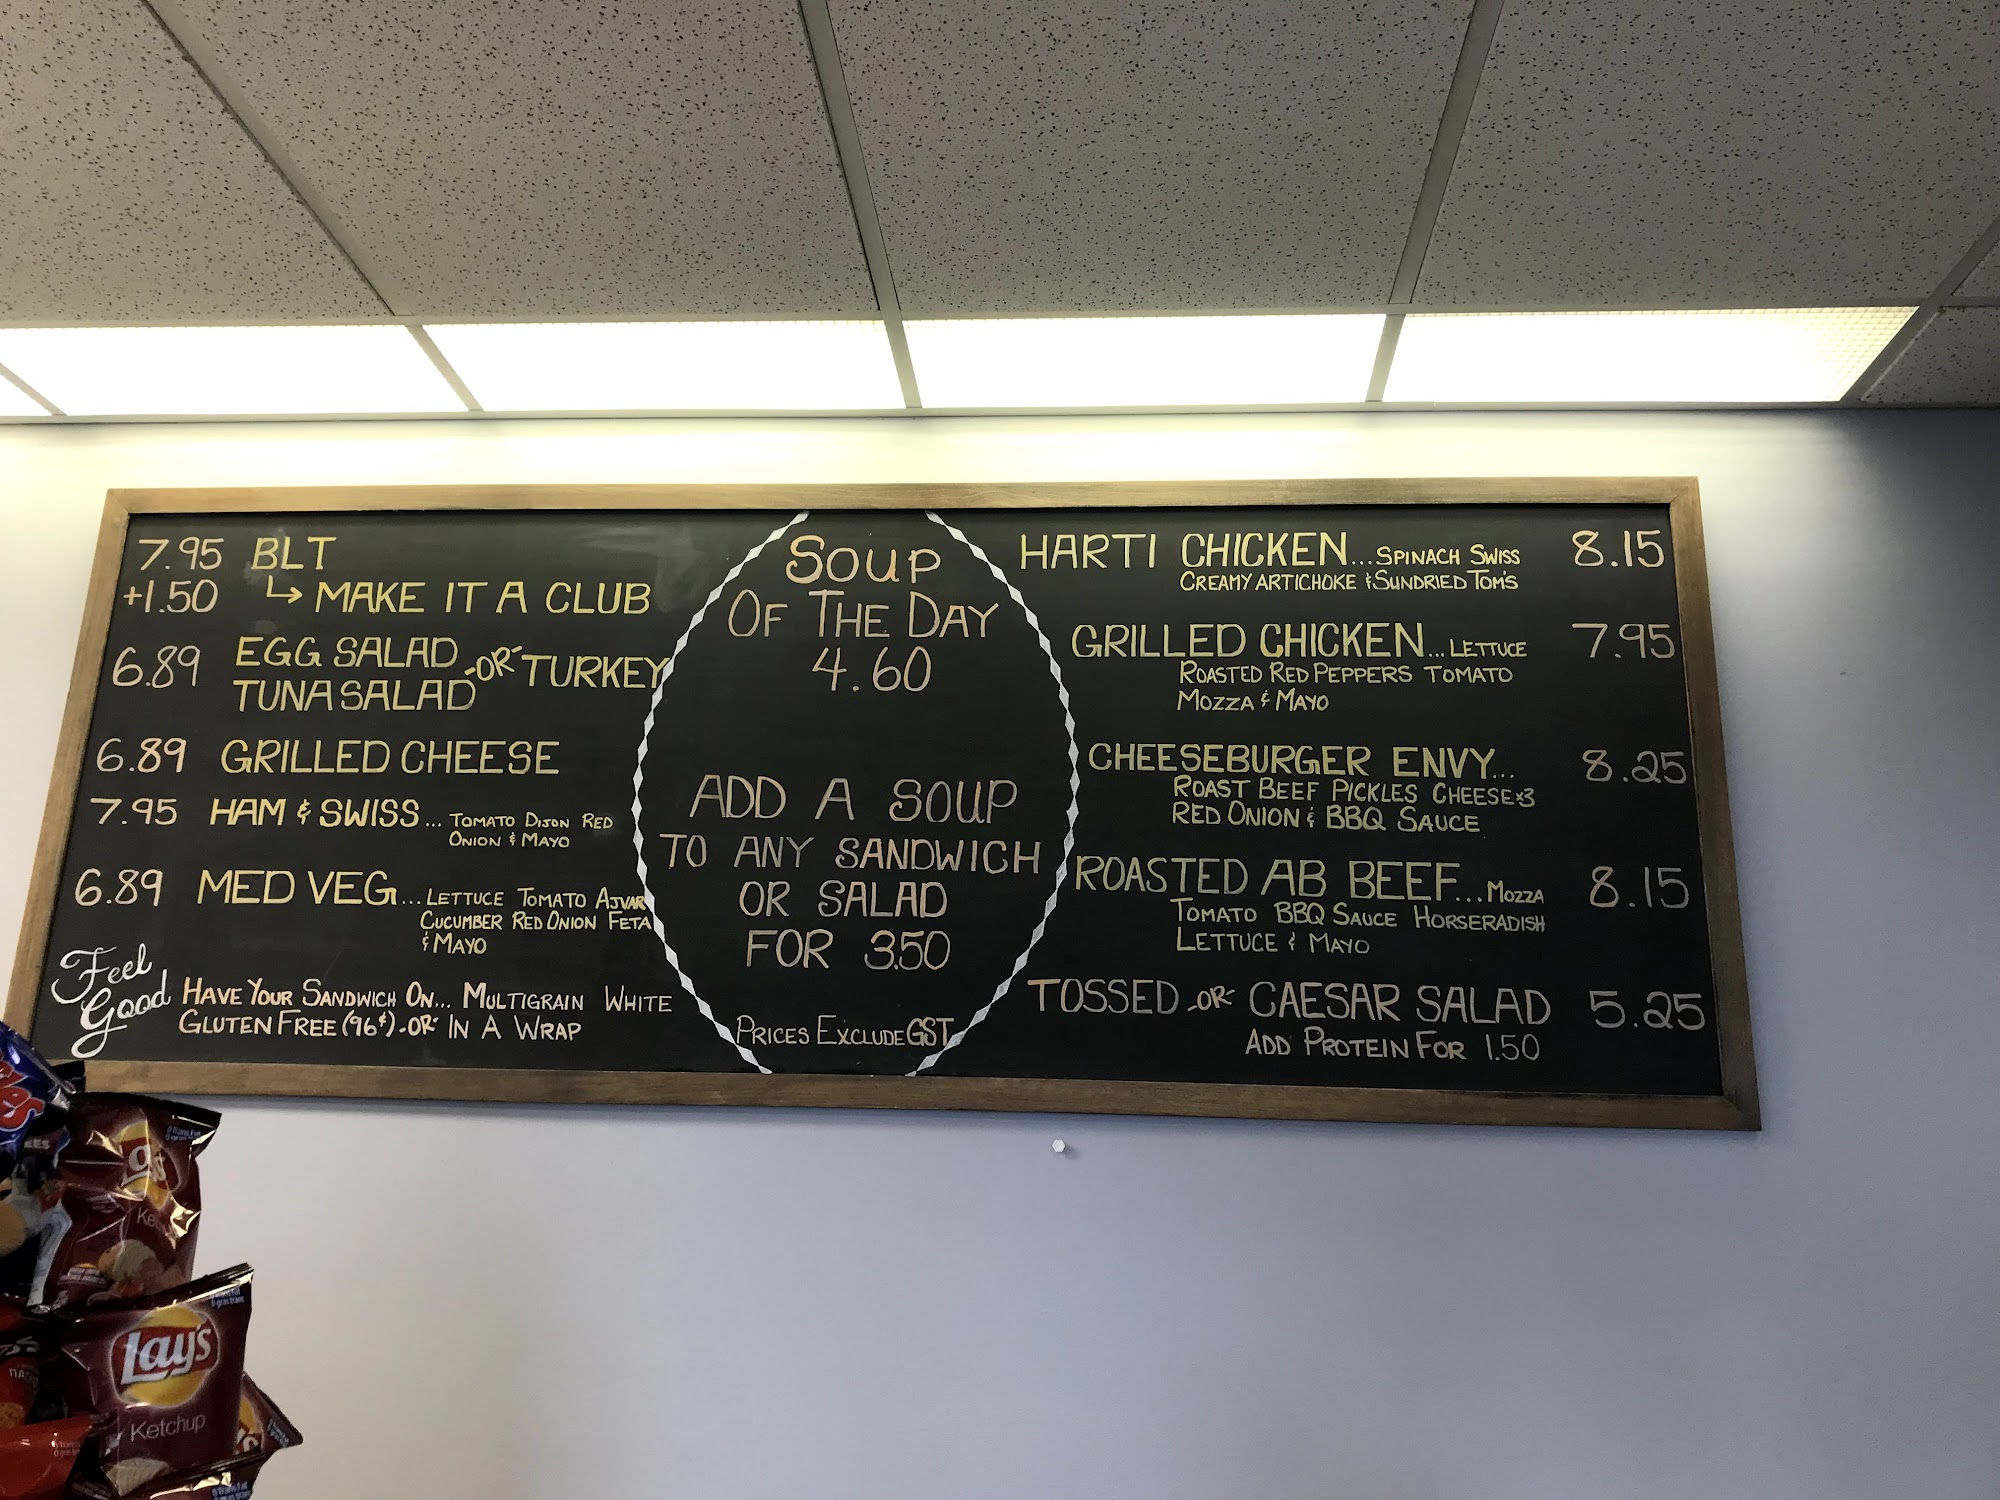 7.95 BLT
+1.50 ↳ MAKE IT A CLUB
6.89 EGG SALAD -OR- TURKEY
TUNA SALAD
6.89 GRILLED CHEESE
7.95 HAM & SWISS... TOMATO DIJON RED
ONION & MAYO
6.89 MED VEG... LETTUCE TOMATO AJVAR
CUCUMBER RED ONION FETA
& MAYO
Feel
Good
HAVE YOUR SANDWICH ON... MULTIGRAIN WHITE
GLUTEN FREE (96¢) -OR- IN A WRAP
SOUP
OF THE DAY
4.60
ADD A SOUP
TO ANY SANDWICH
OR SALAD
FOR 3.50
PRICES EXCLUDE GST
HARTI CHICKEN... SPINACH SWISS 8.15
CREAMY ARTICHOKE & SUNDRIED TOM'S
GRILLED CHICKEN... LETTUCE 7.95
ROASTED RED PEPPERS TOMATO
MOZZA & MAYO
CHEESEBURGER ENVY... 8.25
ROAST BEEF PICKLES CHEESE x3
RED ONION & BBQ SAUCE
ROASTED AB BEEF... MOZZA 8.15
TOMATO BBQ SAUCE HORSERADISH
LETTUCE & MAYO
TOSSED -OR- CAESAR SALAD 5.25
ADD PROTEIN FOR 1.50
Lay's
Ketchup